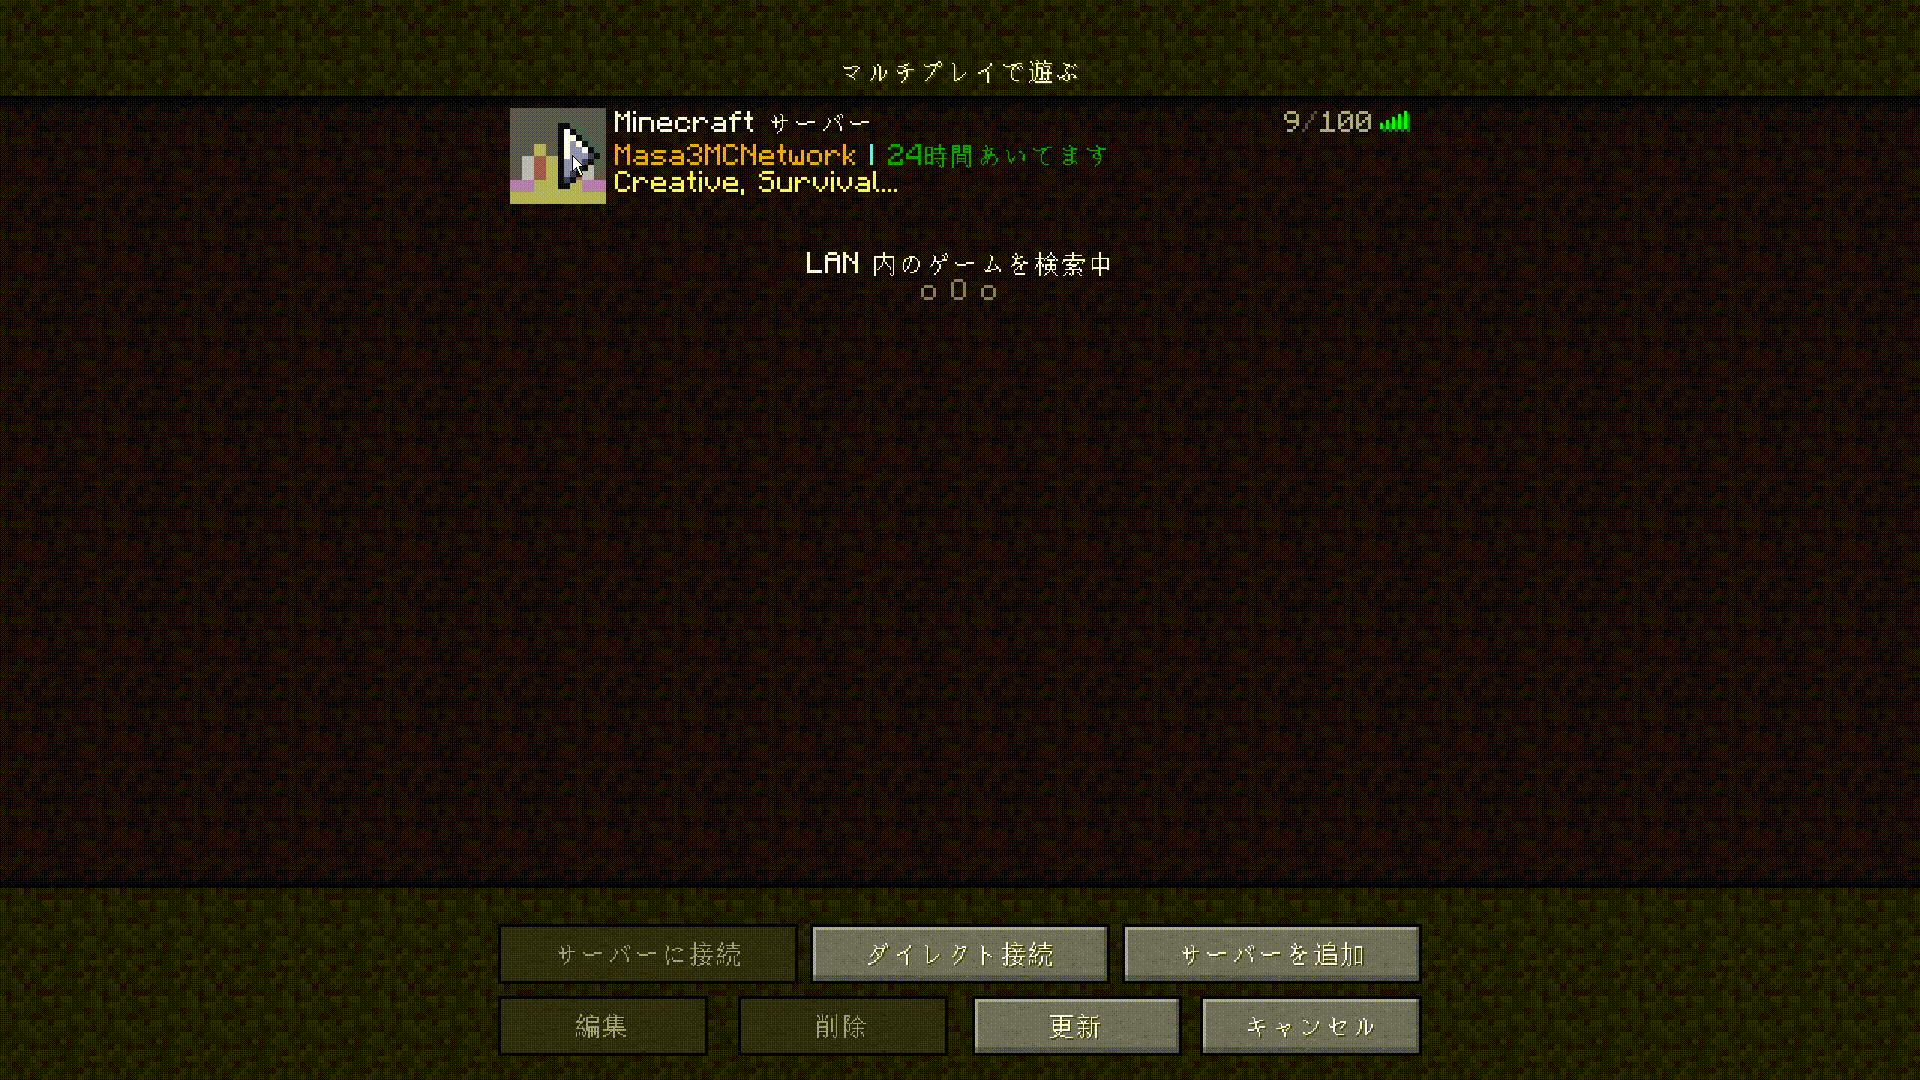 マルチプレイで遊ぶ
Minecraft サーバー 9/100
Masa3MCNetwork | 24時間あいてます
Creative, Survival...
LAN 内のゲームを検索中
o O o
サーバーに接続 ダイレクト接続 サーバーを追加
編集 削除 更新 キャンセル